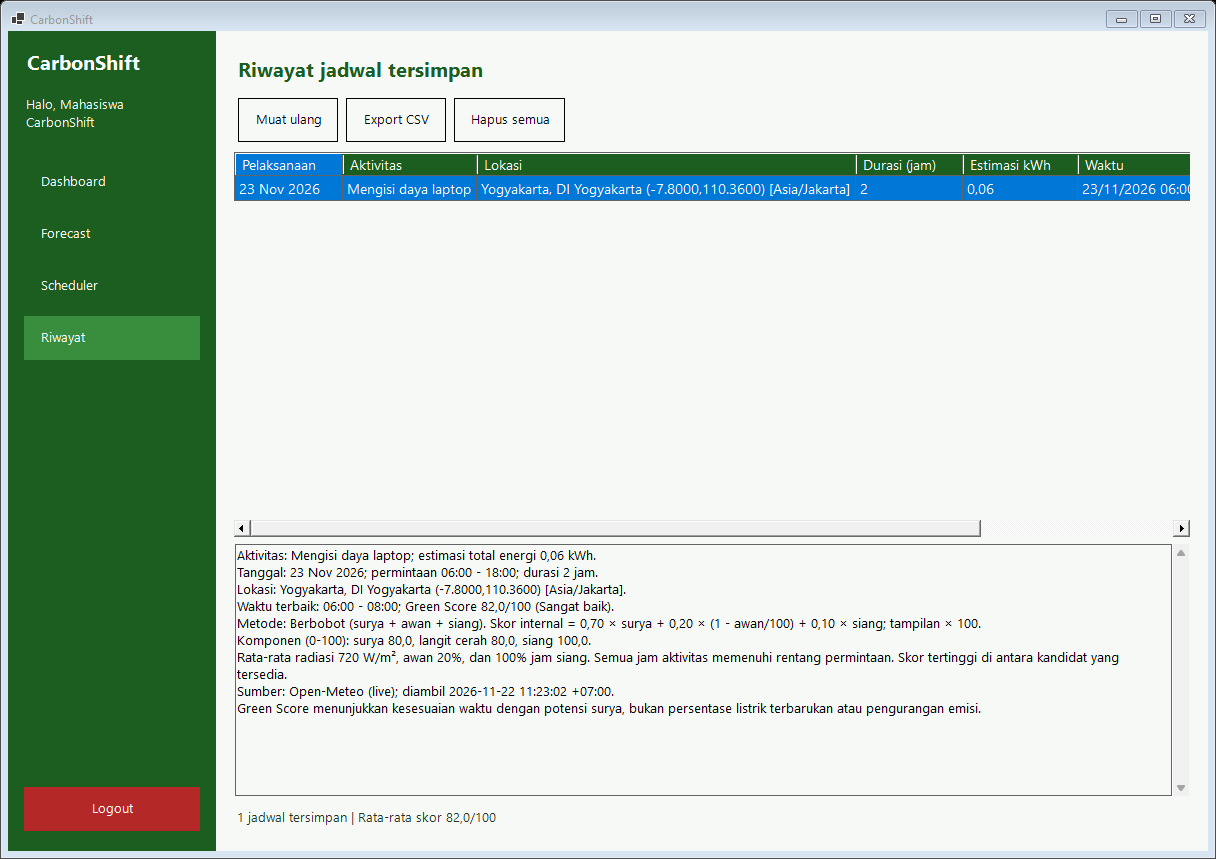 CarbonShift
CarbonShift
Halo, Mahasiswa
CarbonShift
Dashboard
Forecast
Scheduler
Riwayat
Logout
Riwayat jadwal tersimpan
Muat ulang Export CSV Hapus semua
Pelaksanaan Aktivitas Lokasi Durasi (jam) Estimasi kWh Waktu
23 Nov 2026 Mengisi daya laptop Yogyakarta, DI Yogyakarta (-7.8000,110.3600) [Asia/Jakarta] 2 0,06 23/11/2026 06:00
Aktivitas: Mengisi daya laptop; estimasi total energi 0,06 kWh.
Tanggal: 23 Nov 2026; permintaan 06:00 - 18:00; durasi 2 jam.
Lokasi: Yogyakarta, DI Yogyakarta (-7.8000,110.3600) [Asia/Jakarta].
Waktu terbaik: 06:00 - 08:00; Green Score 82,0/100 (Sangat baik).
Metode: Berbobot (surya + awan + siang). Skor internal = 0,70 × surya + 0,20 × (1 - awan/100) + 0,10 × siang; tampilan × 100.
Komponen (0-100): surya 80,0, langit cerah 80,0, siang 100,0.
Rata-rata radiasi 720 W/m², awan 20%, dan 100% jam siang. Semua jam aktivitas memenuhi rentang permintaan. Skor tertinggi di antara kandidat yang
tersedia.
Sumber: Open-Meteo (live); diambil 2026-11-22 11:23:02 +07:00.
Green Score menunjukkan kesesuaian waktu dengan potensi surya, bukan persentase listrik terbarukan atau pengurangan emisi.
1 jadwal tersimpan | Rata-rata skor 82,0/100